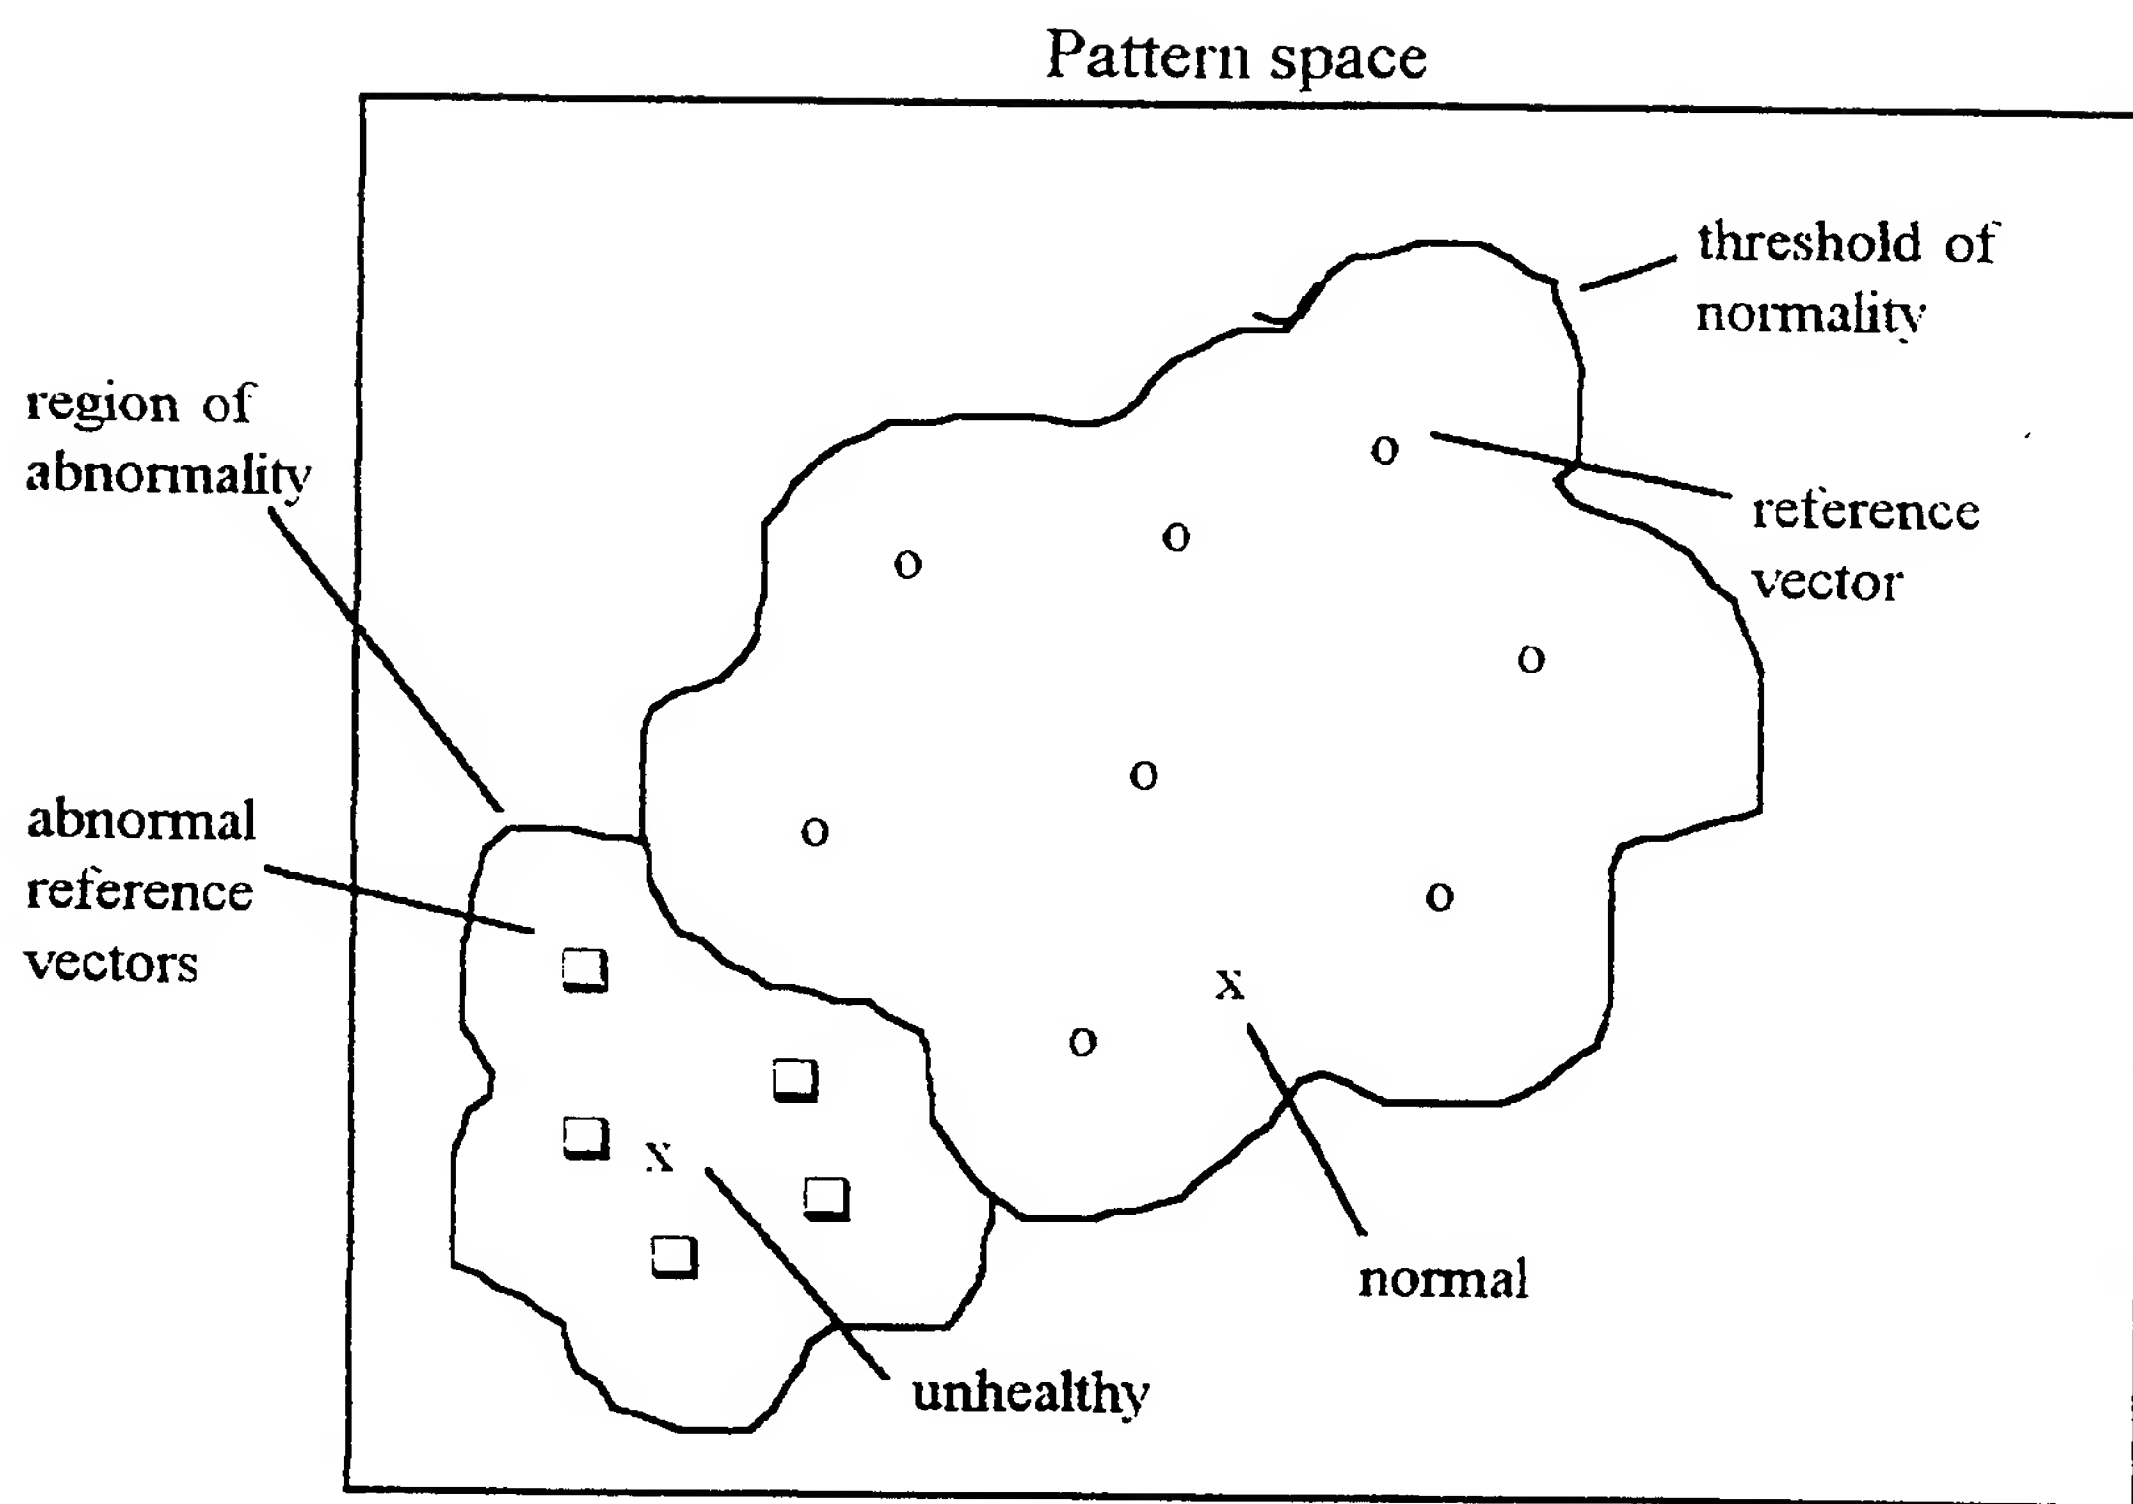 Pattern space
threshold of
normality
region of
abnormality
o
reference
vector
o
o
o
o
abnormal
reference
vectors
o
o
x
o
x
normal
unhealthy